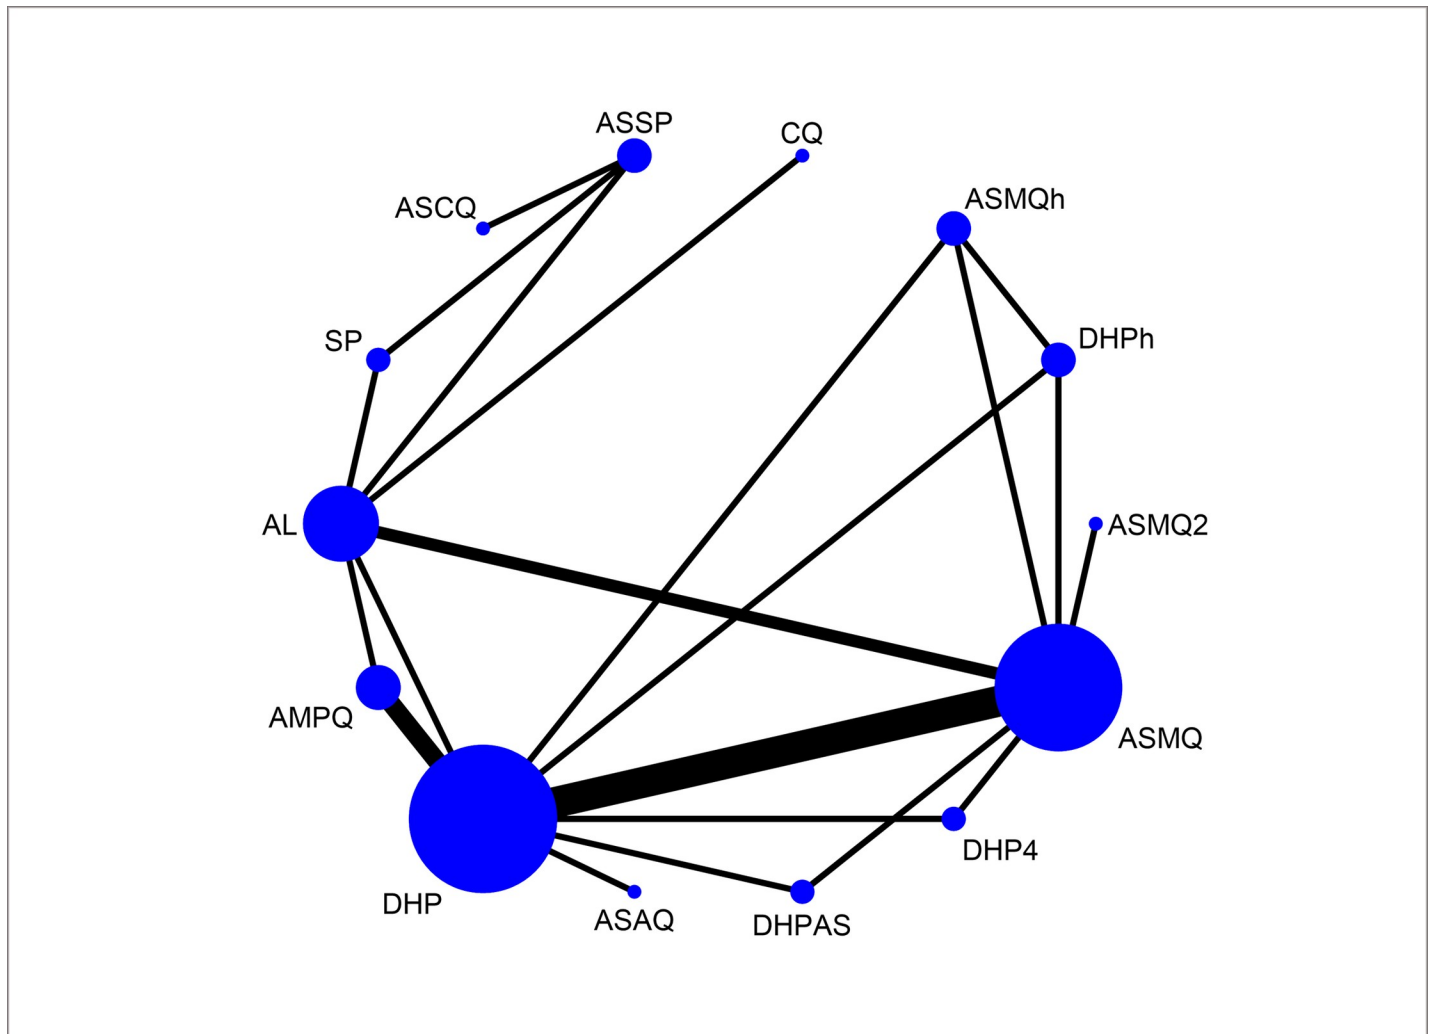 ASSP
CQ
ASCQ
ASMQh
SP
DHPh
AL
ASMQ2
AMPQ
ASMQ
DHP4
DHP
ASAQ
DHPAS